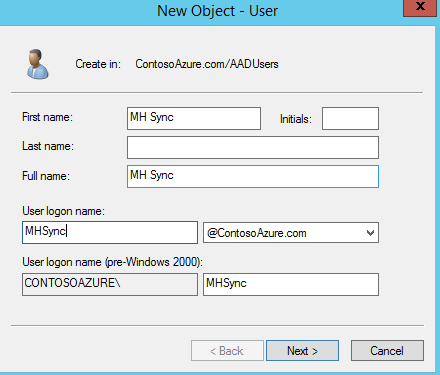 New Object - User
x
Create in: ContosoAzure.com/AADUsers
First name: MH Sync Initials:
Last name:
Full name: MH Sync
User logon name:
MHSync @ContosoAzure.com
User logon name (pre-Windows 2000):
CONTOSOAZURE\ MHSync
< Back Next > Cancel